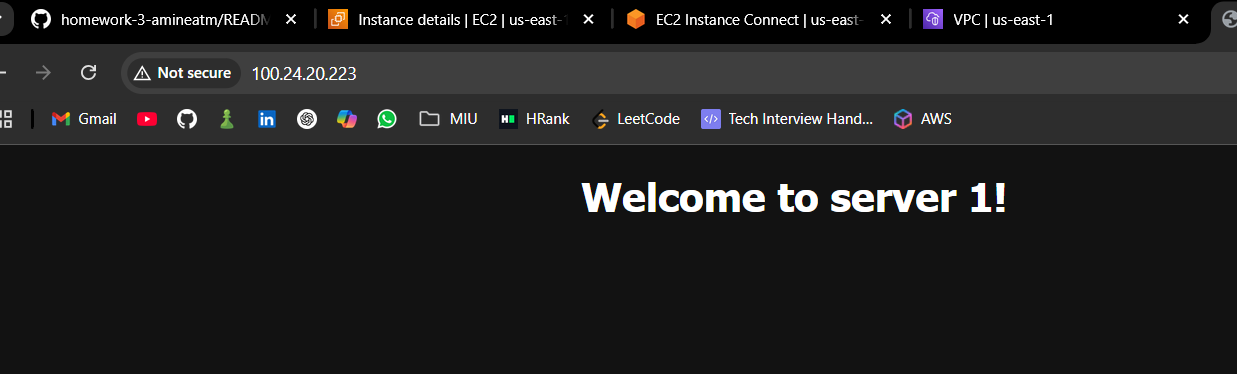 homework-3-amineatm/READM
Instance details | EC2 | us-east-1
EC2 Instance Connect | us-east-
VPC | us-east-1
Not secure
100.24.20.223
Gmail
MIU
HRank
LeetCode
Tech Interview Hand...
AWS
Welcome to server 1!